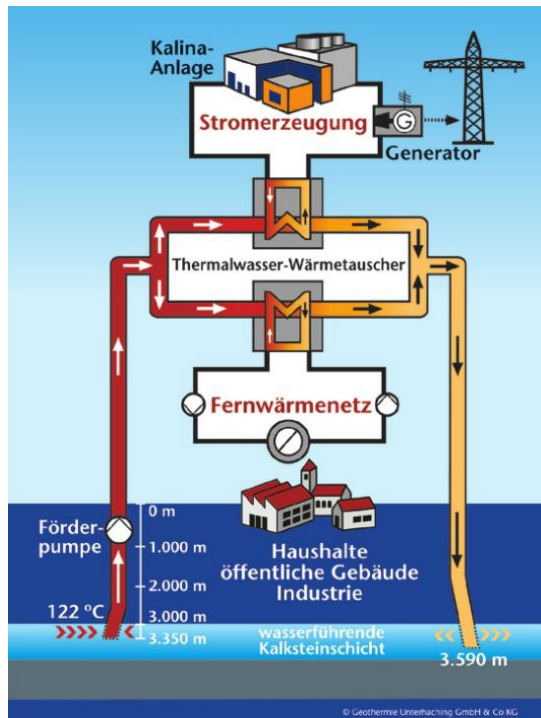 Kalina-
Anlage
Stromerzeugung
G
Generator
Thermalwasser-Wärmetauscher
Fernwärmenetz
0 m
Förder-
pumpe
1.000 m
2.000 m
3.000 m
122 °C
3.350 m
Haushalte
öffentliche Gebäude
Industrie
wasserführende
Kalksteinschicht
3.590 m
© Geothermie Unterhaching GmbH & Co KG